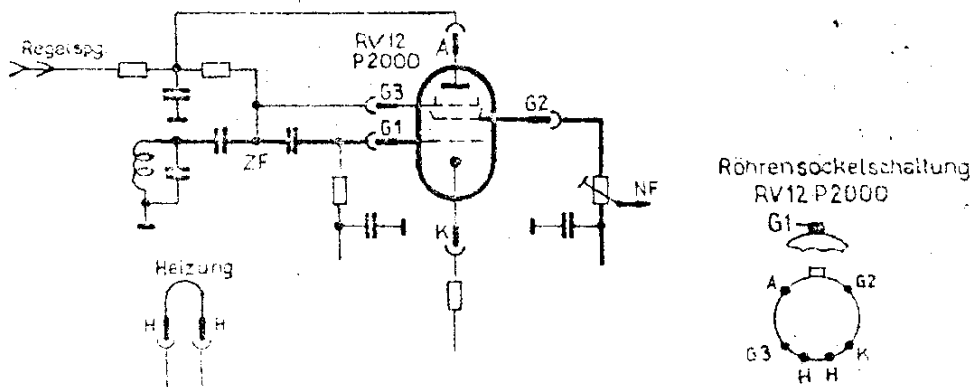 Regelspg.
RV12
P2000
A
G3
G2
G1
ZF
NF
K
Heizung
H H
Röhrensockelschaltung
RV12 P2000
G1
A
G2
G3
K
H H